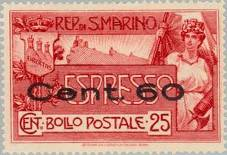 REP. DI S. MARINO
LIBERTAS
ESPRESSO
Cent. 60
CENT. BOLLO POSTALE 25